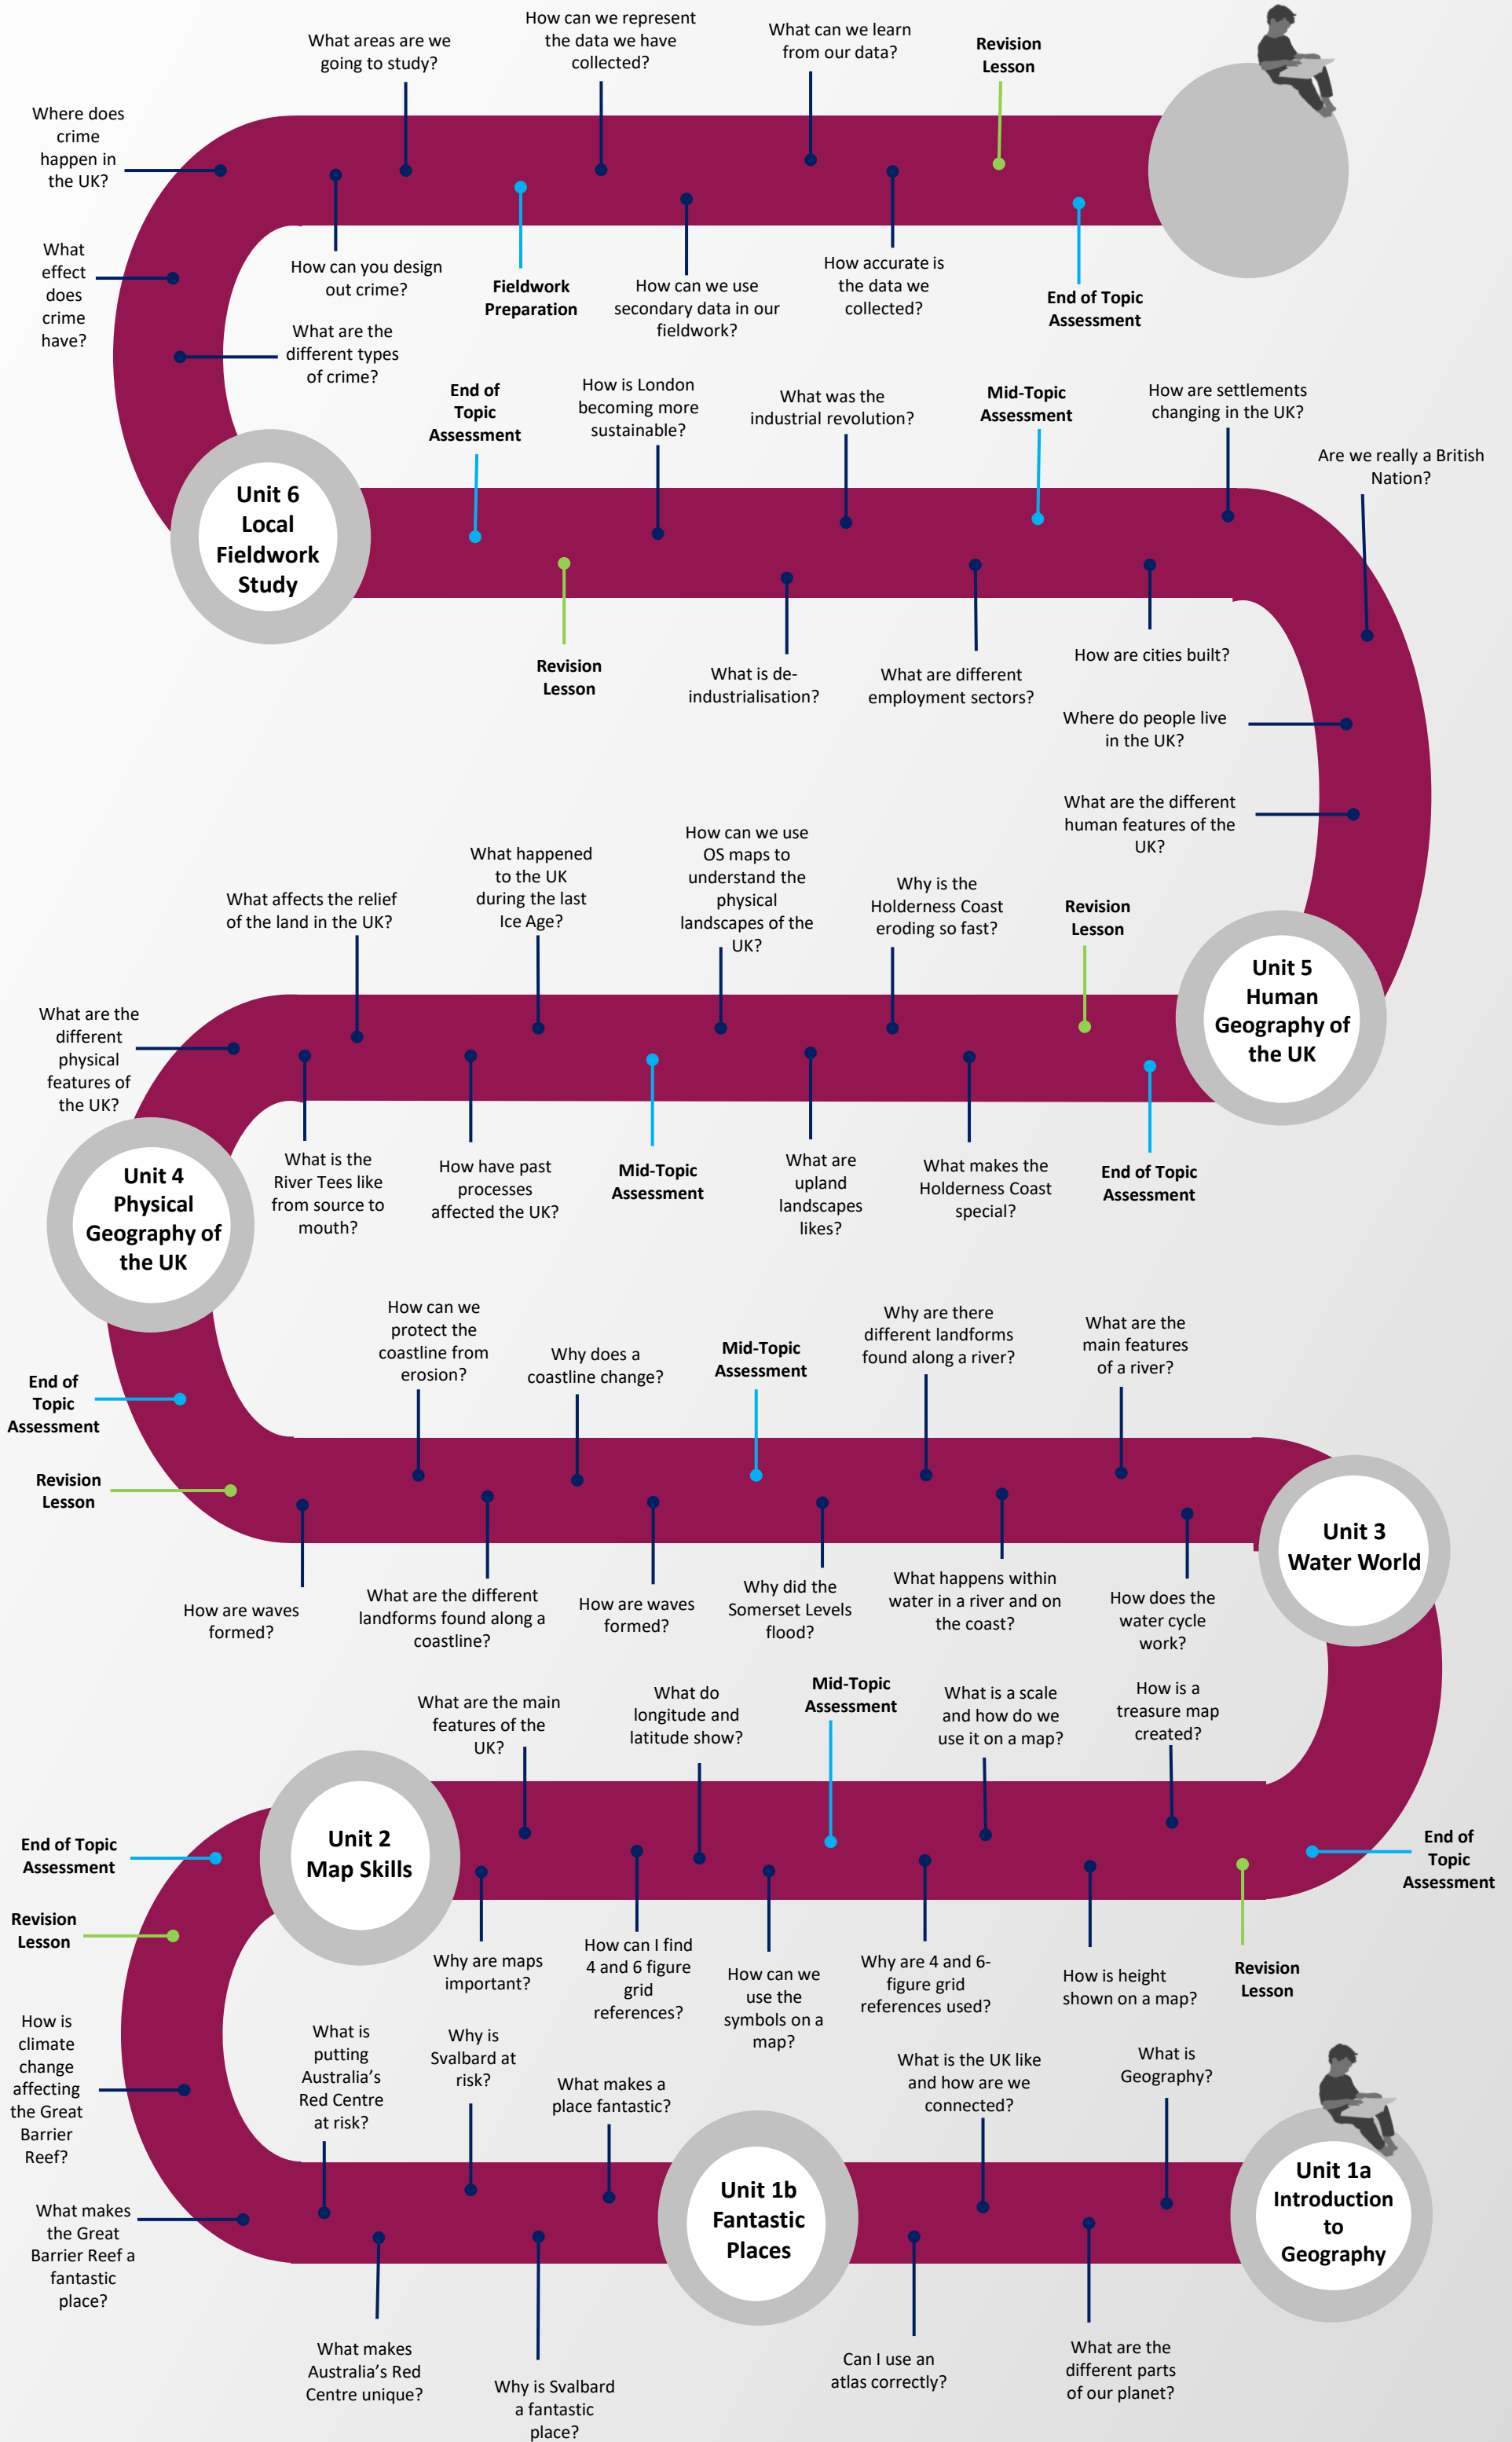 How can we represent
the data we have
collected?
What areas are we
going to study?
What can we learn
from our data?
Revision
Lesson
Where does
crime
happen in
the UK?
What
effect
does
crime
have?
How can you design
out crime?
Fieldwork
Preparation
How can we use
secondary data in our
fieldwork?
How accurate is
the data we
collected?
End of Topic
Assessment
What are the
different types
of crime?
End of
Topic
Assessment
How is London
becoming more
sustainable?
What was the
industrial revolution?
Mid-Topic
Assessment
How are settlements
changing in the UK?
Are we really a British
Nation?
Unit 6
Local
Fieldwork
Study
Revision
Lesson
What is de-
industrialisation?
What are different
employment sectors?
How are cities built?
Where do people live
in the UK?
What are the different
human features of the
UK?
What affects the relief
of the land in the UK?
What happened
to the UK
during the last
Ice Age?
How can we use
OS maps to
understand the
physical
landscapes of the
UK?
Why is the
Holderness Coast
eroding so fast?
Revision
Lesson
Unit 5
Human
Geography of
the UK
What are the
different
physical
features of
the UK?
Unit 4
Physical
Geography of
the UK
What is the
River Tees like
from source to
mouth?
How have past
processes
affected the UK?
Mid-Topic
Assessment
What are
upland
landscapes
likes?
What makes the
Holderness Coast
special?
End of Topic
Assessment
How can we
protect the
coastline from
erosion?
Why does a
coastline change?
Mid-Topic
Assessment
Why are there
different landforms
found along a river?
What are the
main features
of a river?
End of
Topic
Assessment
Revision
Lesson
Unit 3
Water World
How are waves
formed?
What are the different
landforms found along a
coastline?
How are waves
formed?
Why did the
Somerset Levels
flood?
What happens within
water in a river and on
the coast?
How does the
water cycle
work?
What are the main
features of the
UK?
What do
longitude and
latitude show?
Mid-Topic
Assessment
What is a scale
and how do we
use it on a map?
How is a
treasure map
created?
End of Topic
Assessment
Unit 2
Map Skills
End of
Topic
Assessment
Revision
Lesson
Why are maps
important?
How can I find
4 and 6 figure
grid
references?
How can we
use the
symbols on a
map?
Why are 4 and 6-
figure grid
references used?
How is height
shown on a map?
Revision
Lesson
How is
climate
change
affecting
the Great
Barrier
Reef?
What is
putting
Australia’s
Red Centre
at risk?
Why is
Svalbard at
risk?
What makes a
place fantastic?
What is the UK like
and how are we
connected?
What is
Geography?
What makes
the Great
Barrier Reef a
fantastic
place?
Unit 1b
Fantastic
Places
Unit 1a
Introduction
to
Geography
What makes
Australia’s Red
Centre unique?
Why is Svalbard
a fantastic
place?
Can I use an
atlas correctly?
What are the
different parts
of our planet?